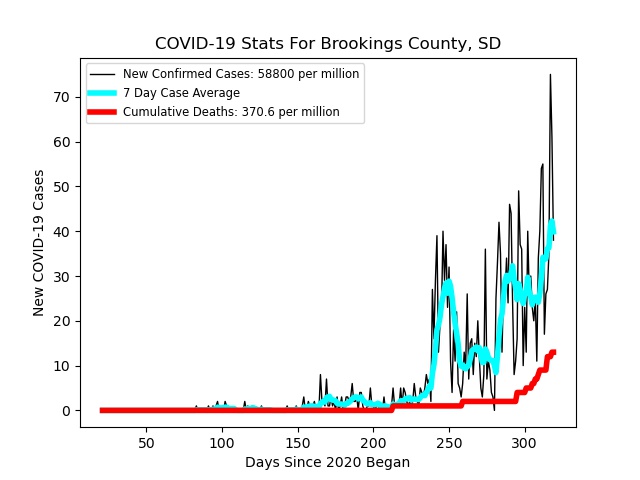 COVID-19 Stats For Brookings County, SD
New Confirmed Cases: 58800 per million
7 Day Case Average
Cumulative Deaths: 370.6 per million
New COVID-19 Cases
70
60
50
40
30
20
10
0
50 100 150 200 250 300
Days Since 2020 Began